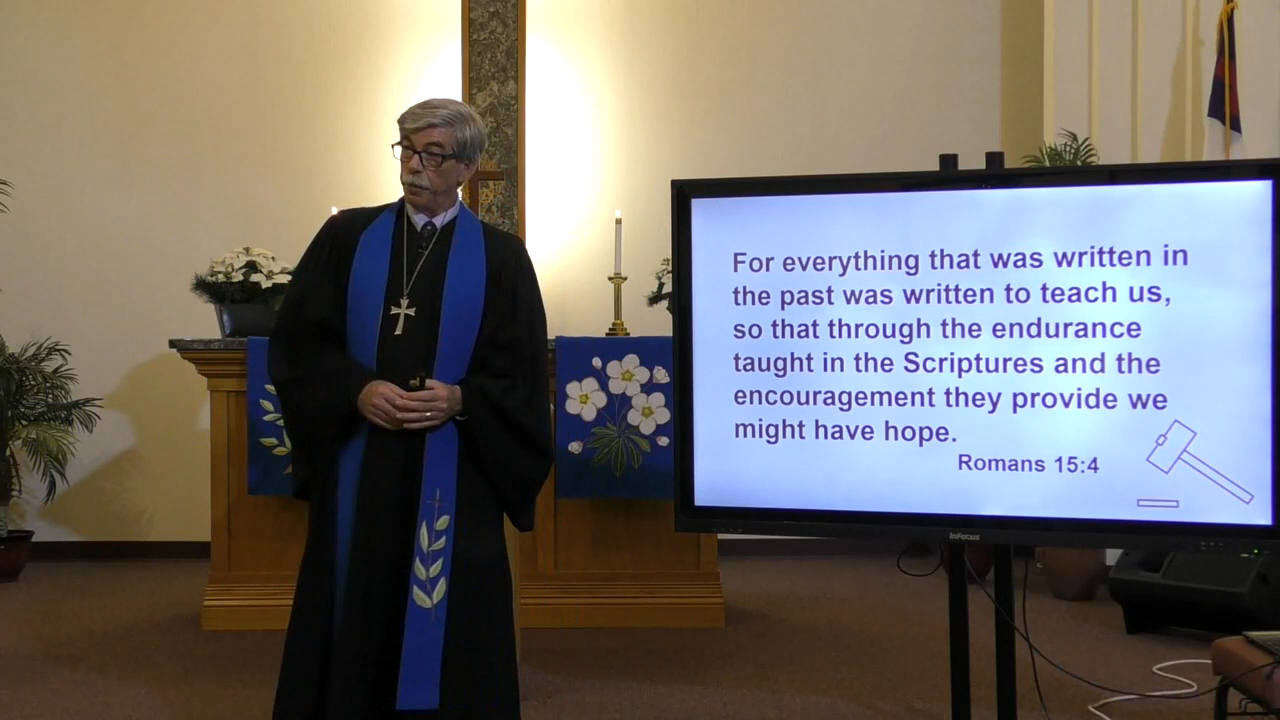 For everything that was written in
the past was written to teach us,
so that through the endurance
taught in the Scriptures and the
encouragement they provide we
might have hope.
Romans 15:4
InFocus